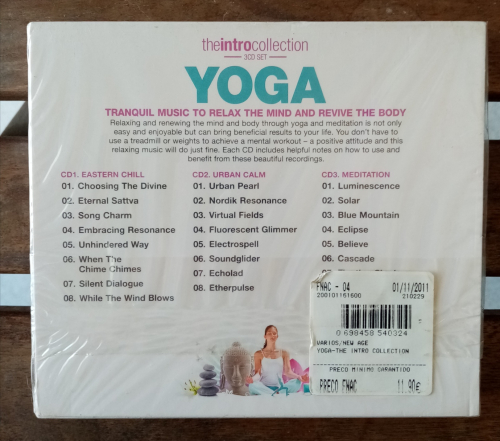 theintrocollection
3CD SET
YOGA
TRANQUIL MUSIC TO RELAX THE MIND AND REVIVE THE BODY
Relaxing and renewing the mind and body through yoga and meditation is not only
easy and enjoyable but can bring beneficial results to your life. You don't have to
use a treadmill or weights to achieve a mental workout – a positive attitude and this
relaxing music will do just fine. Each CD includes helpful notes on how to use and
benefit from these beautiful recordings.
CD1. EASTERN CHILL
01. Choosing The Divine
02. Eternal Sattva
03. Song Charm
04. Embracing Resonance
05. Unhindered Way
06. When The
Chime Chimes
07. Silent Dialogue
08. While The Wind Blows
CD2. URBAN CALM
01. Urban Pearl
02. Nordik Resonance
03. Virtual Fields
04. Fluorescent Glimmer
05. Electrospell
06. Soundglider
07. Echolad
08. Etherpulse
CD3. MEDITATION
01. Luminescence
02. Solar
03. Blue Mountain
04. Eclipse
05. Believe
06. Cascade
FNAC - 04 01/11/2011
200101161600 210229
0 698458 540324
VARIOS/NEW AGE
YOGA-THE INTRO COLLECTION
PRECO MINIMO GARANTIDO
PRECO FNAC 11.90€